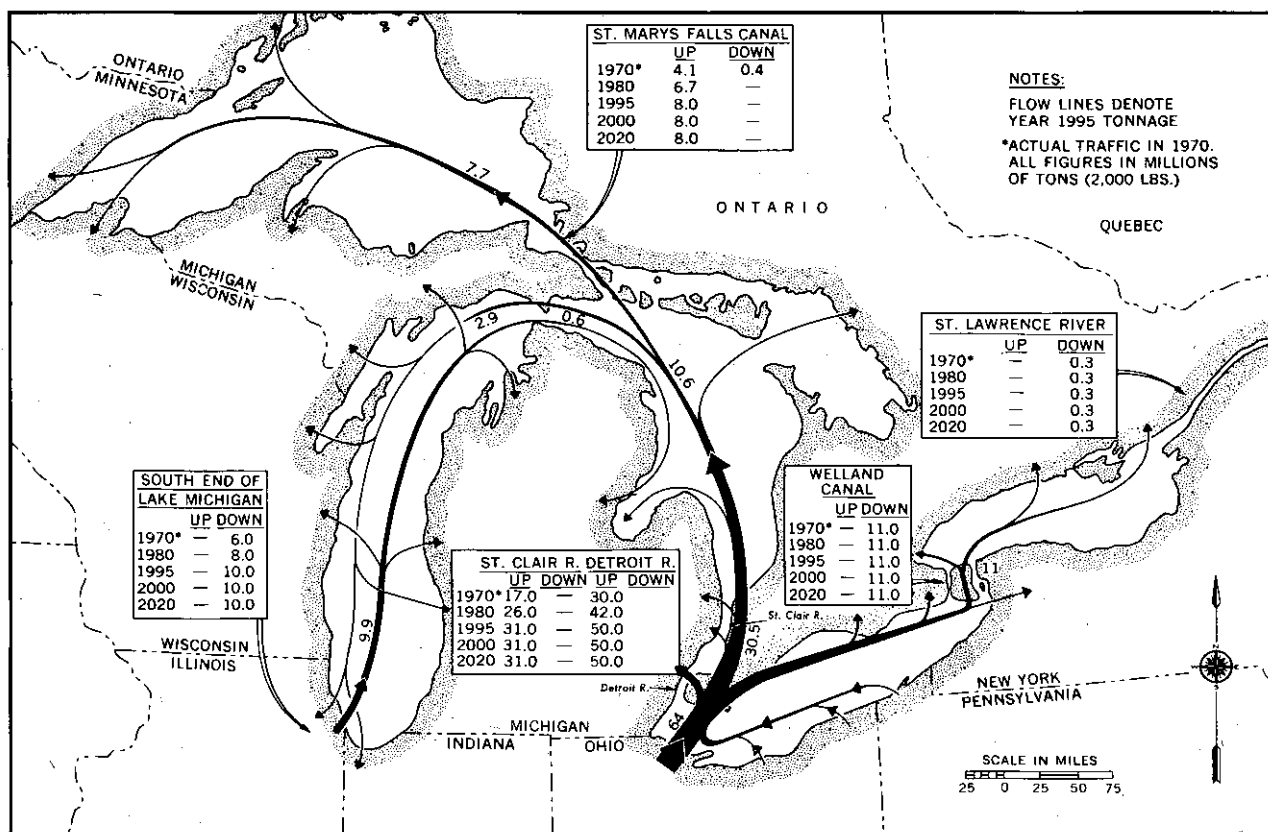 ST. MARYS FALLS CANAL
UP DOWN
1970* 4.1 0.4
1980 6.7 —
1995 8.0 —
2000 8.0 —
2020 8.0 —
NOTES:
FLOW LINES DENOTE
YEAR 1995 TONNAGE
*ACTUAL TRAFFIC IN 1970.
ALL FIGURES IN MILLIONS
OF TONS (2,000 LBS.)
ONTARIO
MINNESOTA
7.7
ONTARIO
QUEBEC
MICHIGAN
WISCONSIN
2.9
0.6
10.6
ST. LAWRENCE RIVER
UP DOWN
1970* — 0.3
1980 — 0.3
1995 — 0.3
2000 — 0.3
2020 — 0.3
SOUTH END OF
LAKE MICHIGAN
UP DOWN
1970* — 6.0
1980 — 8.0
1995 — 10.0
2000 — 10.0
2020 — 10.0
WELLAND
CANAL
UP DOWN
1970* — 11.0
1980 — 11.0
1995 — 11.0
2000 — 11.0
2020 — 11.0
11
ST. CLAIR R. DETROIT R.
UP DOWN UP DOWN
1970* 17.0 — 30.0
1980 26.0 — 42.0
1995 31.0 — 50.0
2000 31.0 — 50.0
2020 31.0 — 50.0
9.9
St. Clair R.
30.5
WISCONSIN
ILLINOIS
Detroit R.
64
NEW YORK
PENNSYLVANIA
MICHIGAN
INDIANA
OHIO
SCALE IN MILES
25 0 25 50 75